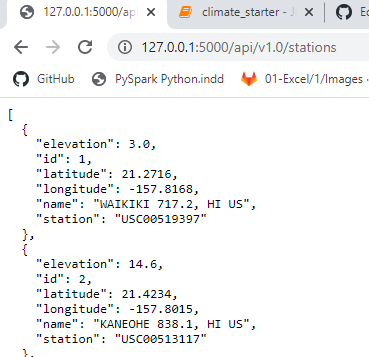 127.0.0.1:5000/ap
climate_starter - J
127.0.0.1:5000/api/v1.0/stations
GitHub
PySpark Python.indd
01-Excel/1/Images ·
[
{
"elevation": 3.0,
"id": 1,
"latitude": 21.2716,
"longitude": -157.8168,
"name": "WAIKIKI 717.2, HI US",
"station": "USC00519397"
},
{
"elevation": 14.6,
"id": 2,
"latitude": 21.4234,
"longitude": -157.8015,
"name": "KANEOHE 838.1, HI US",
"station": "USC00513117"